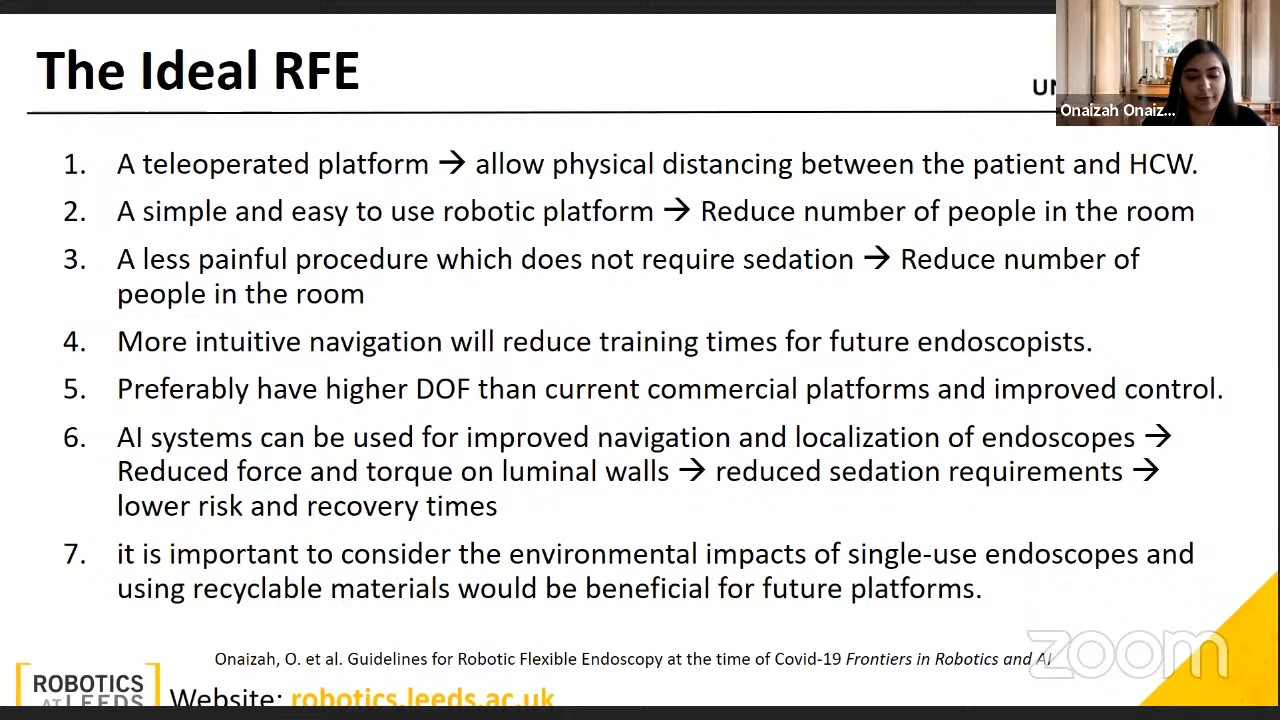 The Ideal RFE
UN
Onaizah Onaiz...
1. A teleoperated platform → allow physical distancing between the patient and HCW.
2. A simple and easy to use robotic platform → Reduce number of people in the room
3. A less painful procedure which does not require sedation → Reduce number of
people in the room
4. More intuitive navigation will reduce training times for future endoscopists.
5. Preferably have higher DOF than current commercial platforms and improved control.
6. AI systems can be used for improved navigation and localization of endoscopes →
Reduced force and torque on luminal walls → reduced sedation requirements →
lower risk and recovery times
7. it is important to consider the environmental impacts of single-use endoscopes and
using recyclable materials would be beneficial for future platforms.
Onaizah, O. et al. Guidelines for Robotic Flexible Endoscopy at the time of Covid-19 Frontiers in Robotics and AI
zoom
ROBOTICS
AT LEEDS
Website: robotics.leeds.ac.uk